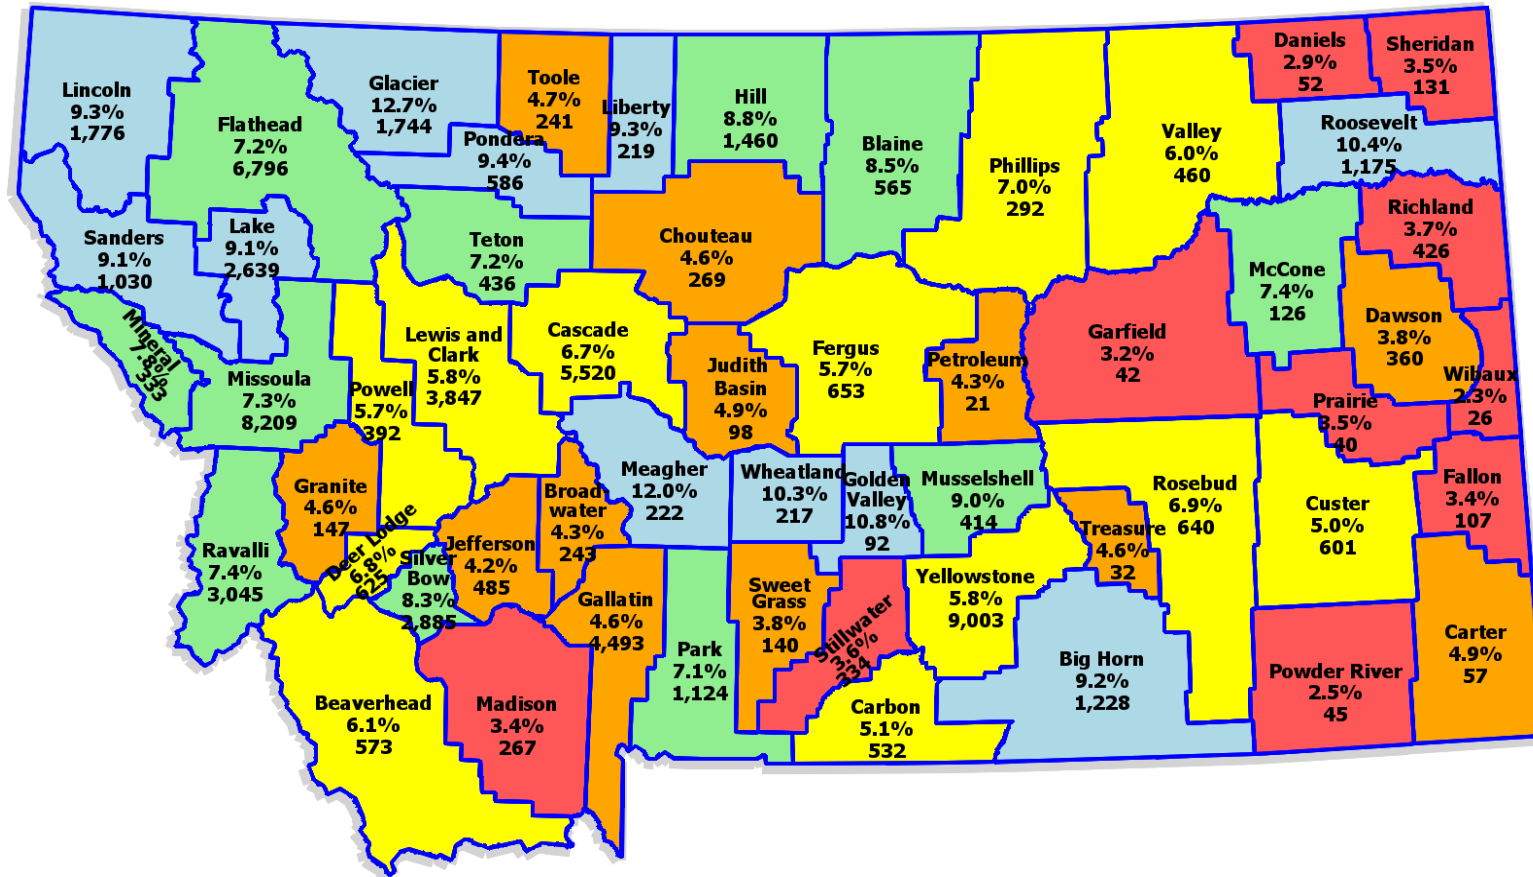 Lincoln
9.3%
1,776
Flathead
7.2%
6,796
Glacier
12.7%
1,744
Toole
4.7%
241
Liberty
9.3%
219
Hill
8.8%
1,460
Blaine
8.5%
565
Phillips
7.0%
292
Valley
6.0%
460
Daniels
2.9%
52
Sheridan
3.5%
131
Roosevelt
10.4%
1,175
Pondera
9.4%
586
Sanders
9.1%
1,030
Lake
9.1%
2,639
Teton
7.2%
436
Chouteau
4.6%
269
Richland
3.7%
426
McCone
7.4%
126
Dawson
3.8%
360
Wibaux
2.3%
26
Mineral
7.8%
333
Missoula
7.3%
8,209
Powell
5.7%
392
Lewis and
Clark
5.8%
3,847
Cascade
6.7%
5,520
Judith
Basin
4.9%
98
Fergus
5.7%
653
Petroleum
4.3%
21
Garfield
3.2%
42
Prairie
3.5%
40
Ravalli
7.4%
3,045
Granite
4.6%
147
Deer Lodge
6.8%
625
Silver
Bow
8.3%
2,885
Jefferson
4.2%
485
Broad-
water
4.3%
243
Meagher
12.0%
222
Wheatland
10.3%
217
Golden
Valley
10.8%
92
Musselshell
9.0%
414
Treasure
4.6%
32
Rosebud
6.9%
640
Custer
5.0%
601
Fallon
3.4%
107
Beaverhead
6.1%
573
Madison
3.4%
267
Gallatin
4.6%
4,493
Park
7.1%
1,124
Sweet
Grass
3.8%
140
Stillwater
3.6%
334
Yellowstone
5.8%
9,003
Carbon
5.1%
532
Big Horn
9.2%
1,228
Powder River
2.5%
45
Carter
4.9%
57